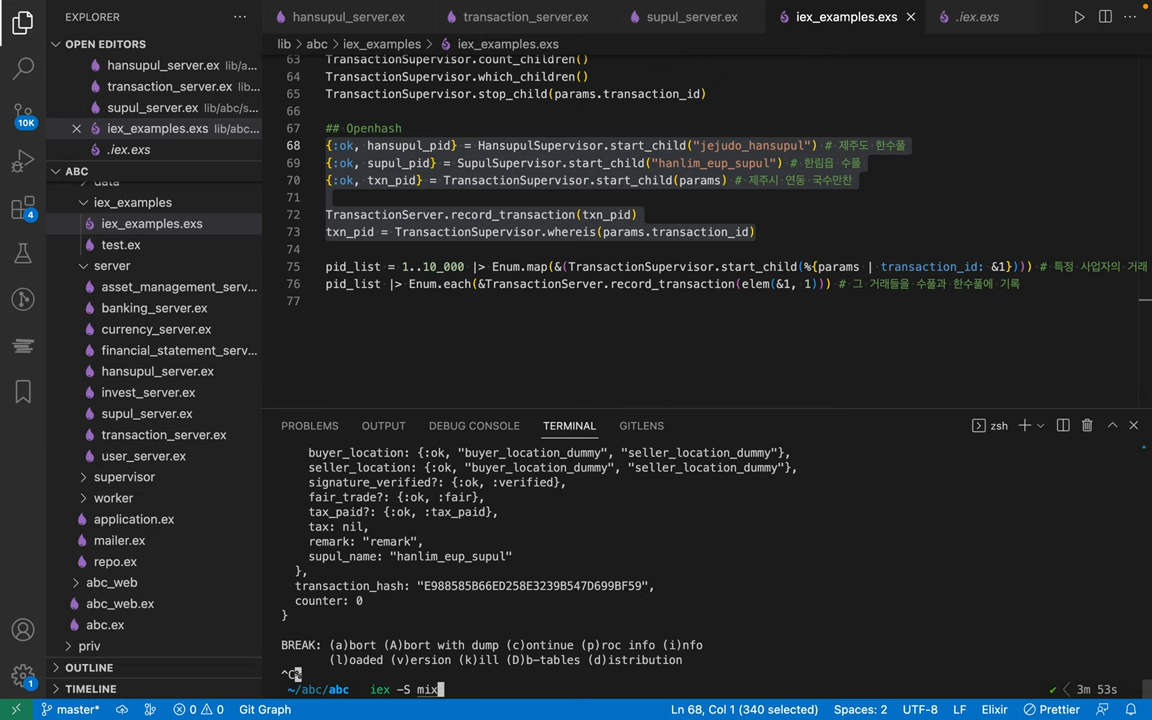 EXPLORER
hansupul_server.ex
transaction_server.ex
supul_server.ex
iex_examples.exs
.iex.exs
OPEN EDITORS
hansupul_server.ex lib/a...
transaction_server.ex lib...
supul_server.ex lib/abc/s...
iex_examples.exs lib/abc...
.iex.exs
ABC
data
iex_examples
iex_examples.exs
test.ex
server
asset_management_serv...
banking_server.ex
currency_server.ex
financial_statement_serv...
hansupul_server.ex
invest_server.ex
supul_server.ex
transaction_server.ex
user_server.ex
supervisor
worker
application.ex
mailer.ex
repo.ex
abc_web
abc_web.ex
abc.ex
priv
OUTLINE
TIMELINE
10K
4
1
lib > abc > iex_examples > iex_examples.exs
63 TransactionSupervisor.count_children()
64 TransactionSupervisor.which_children()
65 TransactionSupervisor.stop_child(params.transaction_id)
66
67 ## Openhash
68 {:ok, hansupul_pid} = HansupulSupervisor.start_child("jejudo_hansupul") # 제주도 한수풀
69 {:ok, supul_pid} = SupulSupervisor.start_child("hanlim_eup_supul") # 한림읍 수풀
70 {:ok, txn_pid} = TransactionSupervisor.start_child(params) # 제주시 연동 국수만찬
71
72 TransactionServer.record_transaction(txn_pid)
73 txn_pid = TransactionSupervisor.whereis(params.transaction_id)
74
75 pid_list = 1..10_000 |> Enum.map(&(TransactionSupervisor.start_child(%{params | transaction_id: &1}))) # 특정 사업자의 거래
76 pid_list |> Enum.each(&TransactionServer.record_transaction(elem(&1, 1))) # 그 거래들을 수풀과 한수풀에 기록
77
PROBLEMS OUTPUT DEBUG CONSOLE TERMINAL GITLENS
zsh
buyer_location: {:ok, "buyer_location_dummy", "seller_location_dummy"},
seller_location: {:ok, "buyer_location_dummy", "seller_location_dummy"},
signature_verified?: {:ok, :verified},
fair_trade?: {:ok, :fair},
tax_paid?: {:ok, :tax_paid},
tax: nil,
remark: "remark",
supul_name: "hanlim_eup_supul"
},
transaction_hash: "E988585B66ED258E3239B547D699BF59",
counter: 0
}
BREAK: (a)bort (A)bort with dump (c)ontinue (p)roc info (i)nfo
(l)oaded (v)ersion (k)ill (D)b-tables (d)istribution
^C%
~/abc/abc iex -S mix
✔ 3m 53s
master* 0 0 Git Graph
Ln 68, Col 1 (340 selected) Spaces: 2 UTF-8 LF Elixir Prettier